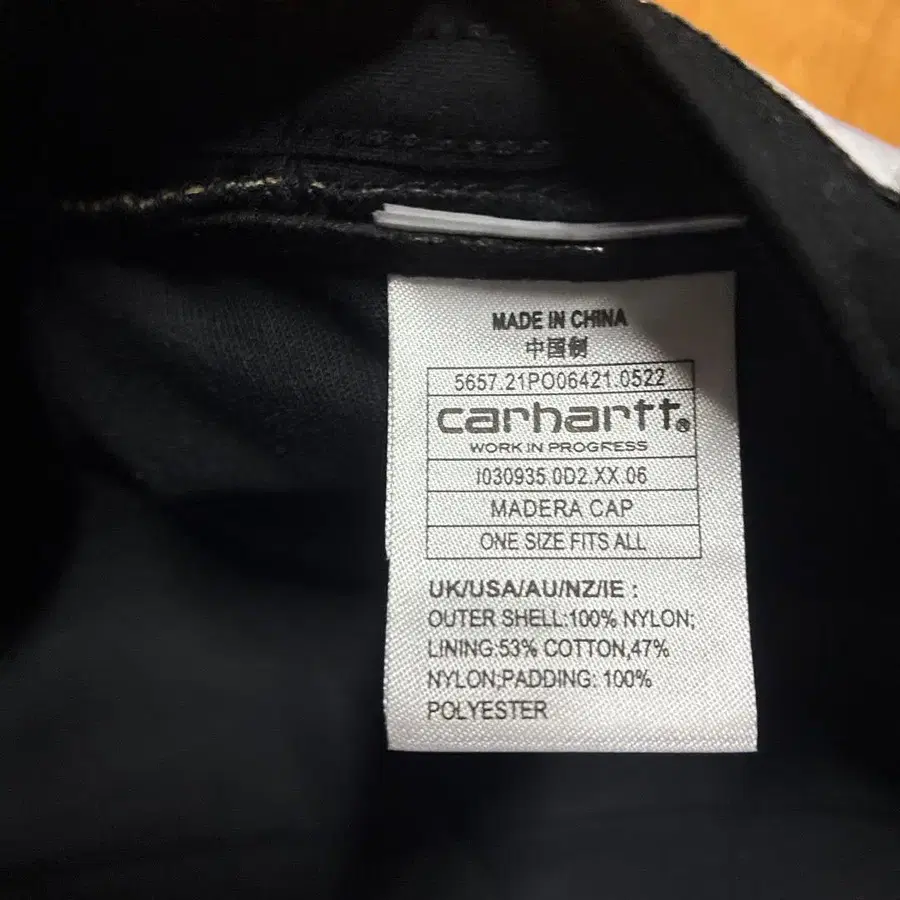 MADE IN CHINA
中国制
5657.21PO06421.0522
carhartt®
WORK IN PROGRESS
I030935.0D2.XX.06
MADERA CAP
ONE SIZE FITS ALL
UK/USA/AU/NZ/IE :
OUTER SHELL:100% NYLON;
LINING:53% COTTON,47%
NYLON;PADDING: 100%
POLYESTER